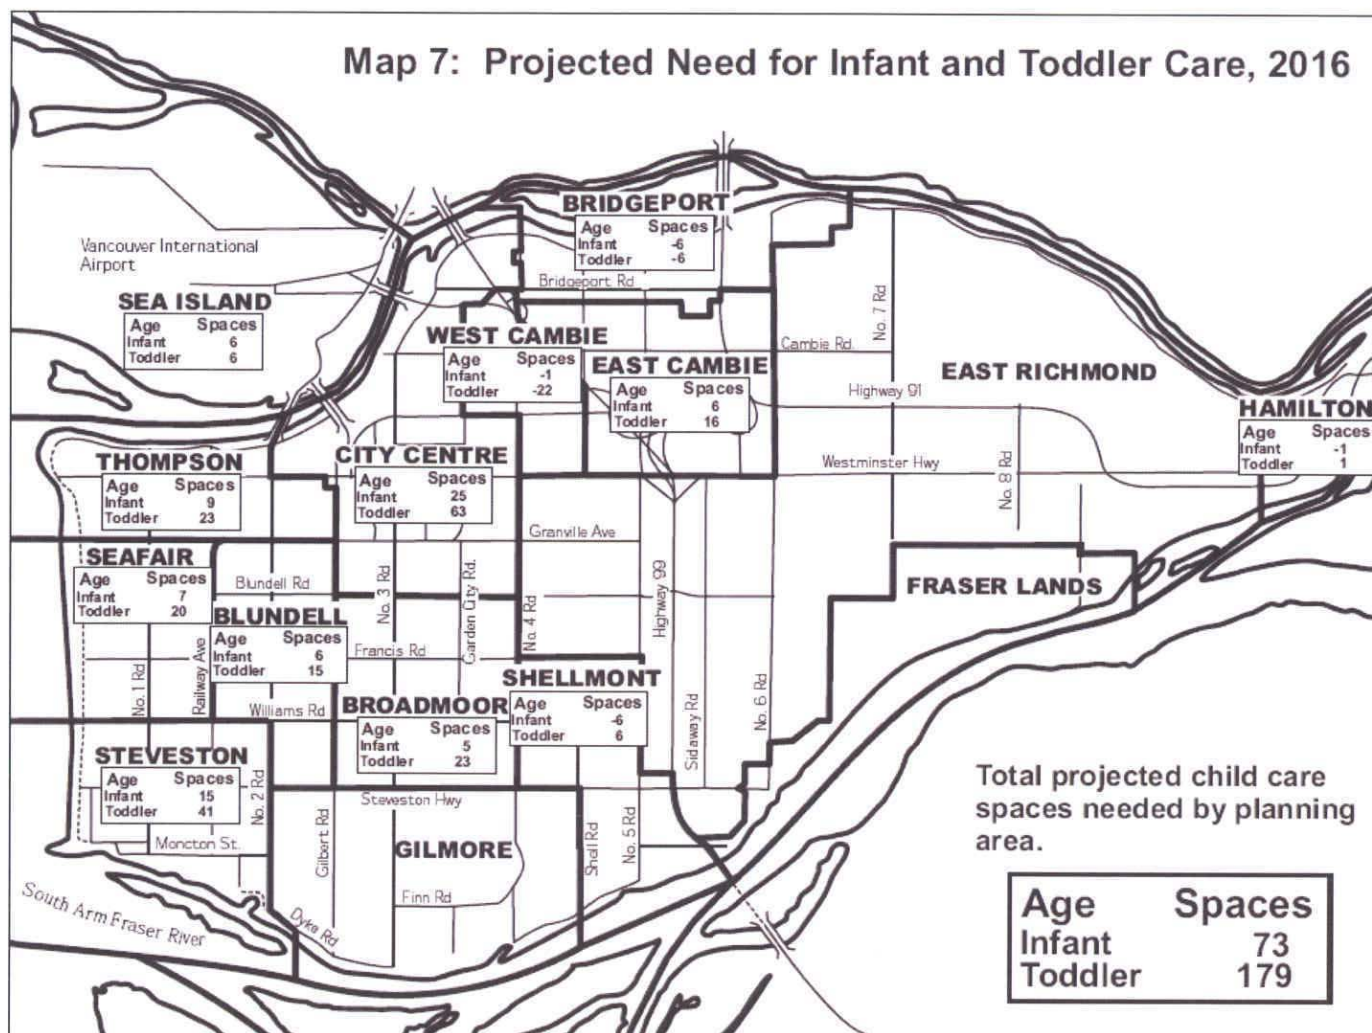 Map 7: Projected Need for Infant and Toddler Care, 2016
BRIDGEPORT
Age Spaces
Infant -6
Toddler -6
Bridgeport Rd
Vancouver International
Airport
SEA ISLAND
Age Spaces
Infant 6
Toddler 6
WEST CAMBIE
Age Spaces
Infant -1
Toddler -22
EAST CAMBIE
Age Spaces
Infant 6
Toddler 16
Cambie Rd.
No. 7 Rd
Highway 91
EAST RICHMOND
HAMILTON
Age Spaces
Infant -1
Toddler 1
Westminster Hwy
No. 8 Rd
THOMPSON
Age Spaces
Infant 9
Toddler 23
CITY CENTRE
Age Spaces
Infant 25
Toddler 63
Granville Ave
SEAFAIR
Age Spaces
Infant 7
Toddler 20
Blundell Rd
No. 3 Rd
Garden City Rd.
No. 4 Rd
Highway 99
FRASER LANDS
BLUNDELL
Age Spaces
Infant 6
Toddler 15
Francis Rd
No. 1 Rd
Railway Ave
Williams Rd
SHELLMONT
Age Spaces
Infant -6
Toddler 6
Sidaway Rd
No. 6 Rd
BROADMOOR
Age Spaces
Infant 5
Toddler 23
STEVESTON
Age Spaces
Infant 15
Toddler 41
No. 2 Rd
Steveston Hwy
Moncton St.
Gilbert Rd
GILMORE
Shell Rd
No. 5 Rd
Finn Rd
Dyke Rd
South Arm Fraser River
Total projected child care
spaces needed by planning
area.
Age Spaces
Infant 73
Toddler 179